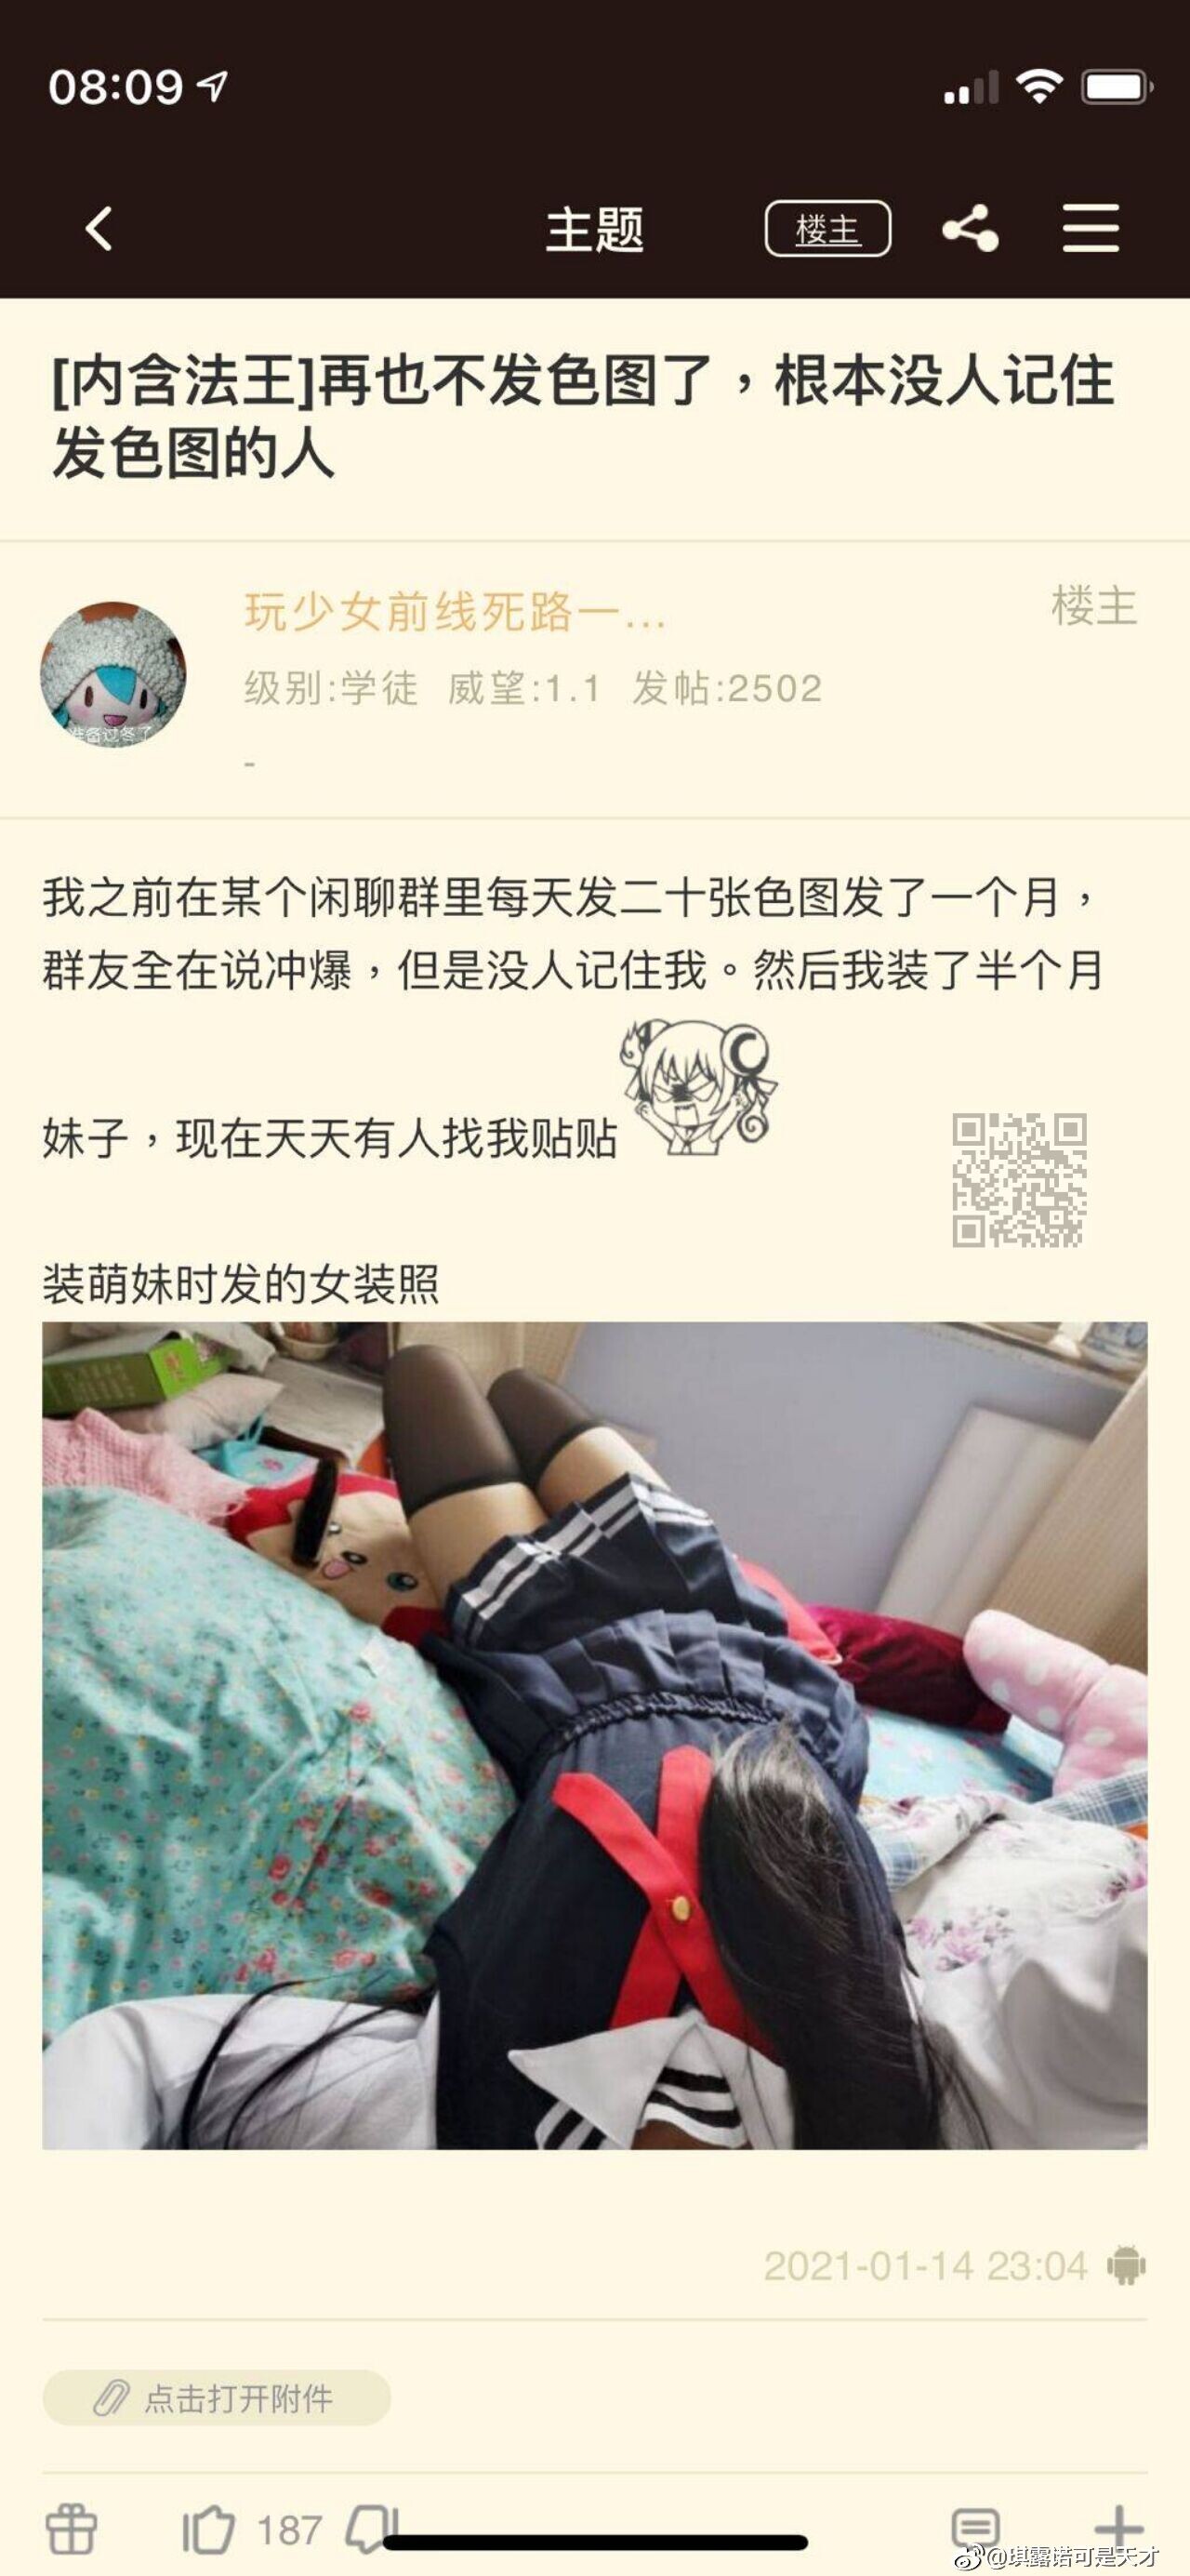 08:09
主题
楼主
[内含法王]再也不发色图了，根本没人记住
发色图的人
玩少女前线死路一...
楼主
级别:学徒 威望:1.1 发帖:2502
准备过冬了
-
我之前在某个闲聊群里每天发二十张色图发了一个月，
群友全在说冲爆，但是没人记住我。然后我装了半个月
妹子，现在天天有人找我贴贴
装萌妹时发的女装照
2021-01-14 23:04
点击打开附件
187
@琪露诺可是天才